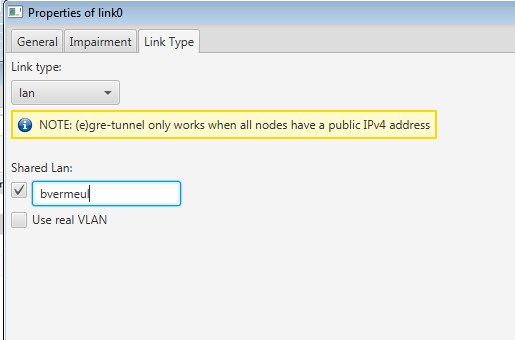 Properties of link0
General Impairment Link Type
Link type:
lan
NOTE: (e)gre-tunnel only works when all nodes have a public IPv4 address
Shared Lan:
bvermeul
Use real VLAN